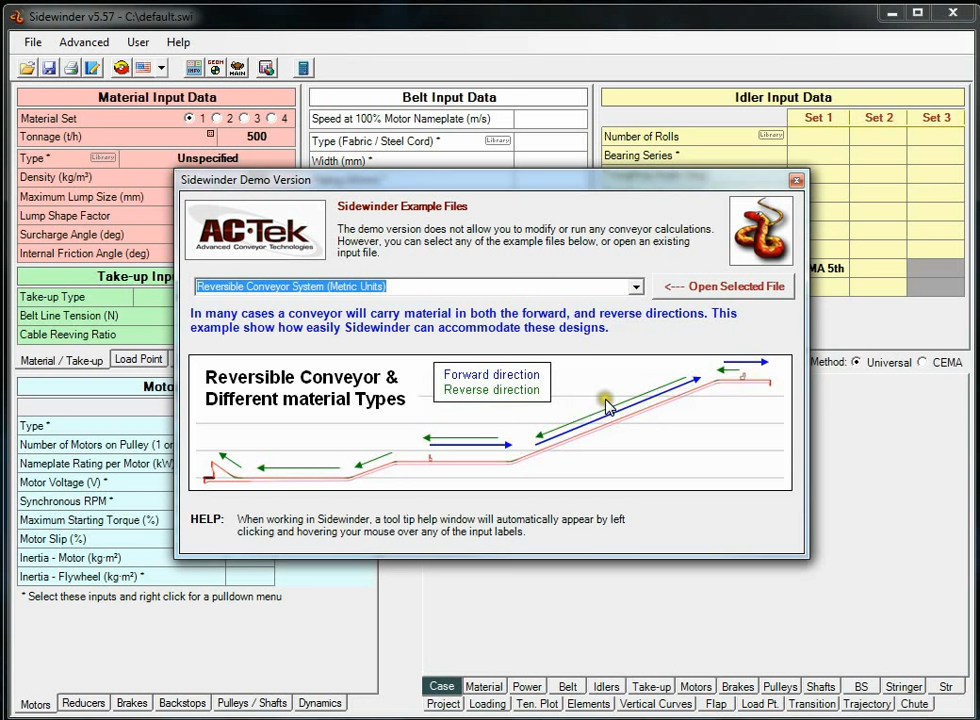 Sidewinder v5.57 - C:\default.swi
File Advanced User Help
Material Input Data
Material Set 1 2 3 4
Tonnage (t/h) 500
Type * Library Unspecified
Density (kg/m³)
Maximum Lump Size (mm)
Lump Shape Factor
Surcharge Angle (deg)
Internal Friction Angle (deg)
Take-up Inp
Take-up Type
Belt Line Tension (N)
Cable Reeving Ratio
Material / Take-up Load Point
Belt Input Data
Speed at 100% Motor Nameplate (m/s)
Type (Fabric / Steel Cord) * Library
Width (mm) *
Idler Input Data
Set 1 Set 2 Set 3
Number of Rolls Library
Bearing Series *
MA 5th
Method: Universal CEMA
Sidewinder Demo Version
AC-Tek
Advanced Conveyor Technologies
Sidewinder Example Files
The demo version does not allow you to modify or run any conveyor calculations.
However, you can select any of the example files below, or open an existing
input file.
Reversible Conveyor System (Metric Units)
<--- Open Selected File
In many cases a conveyor will carry material in both the forward, and reverse directions. This
example show how easily Sidewinder can accommodate these designs.
Reversible Conveyor &
Different material Types
Forward direction
Reverse direction
HELP: When working in Sidewinder, a tool tip help window will automatically appear by left
clicking and hovering your mouse over any of the input labels.
Moto
Type *
Number of Motors on Pulley (1 or
Nameplate Rating per Motor (kW)
Motor Voltage (V) *
Synchronous RPM *
Maximum Starting Torque (%)
Motor Slip (%)
Inertia - Motor (kg·m²)
Inertia - Flywheel (kg·m²) *
* Select these inputs and right click for a pulldown menu
Motors Reducers Brakes Backstops Pulleys / Shafts Dynamics
Case Material Power Belt Idlers Take-up Motors Brakes Pulleys Shafts BS Stringer Str
Project Loading Ten. Plot Elements Vertical Curves Flap Load Pt. Transition Trajectory Chute